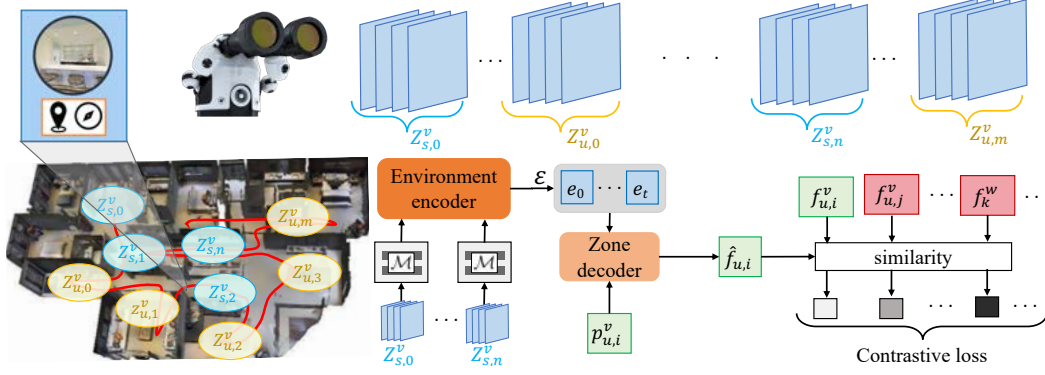 ... ... . . . ...
Z^v_{s,0} Z^v_{u,0} Z^v_{s,n} Z^v_{u,m}
Z^v_{s,0}
Z^v_{u,m}
Z^v_{s,1}
Z^v_{s,n}
Z^v_{u,0}
Z^v_{u,1}
Z^v_{s,2}
Z^v_{u,3}
Z^v_{u,2}
Environment
encoder
ℰ
e_0 ... e_t
ℳ ... ℳ
Z^v_{s,0} ... Z^v_{s,n}
Zone
decoder
p^v_{u,i}
f̂_{u,i}
f^v_{u,i} f^v_{u,j} ... f^w_k ...
similarity
... ...
Contrastive loss